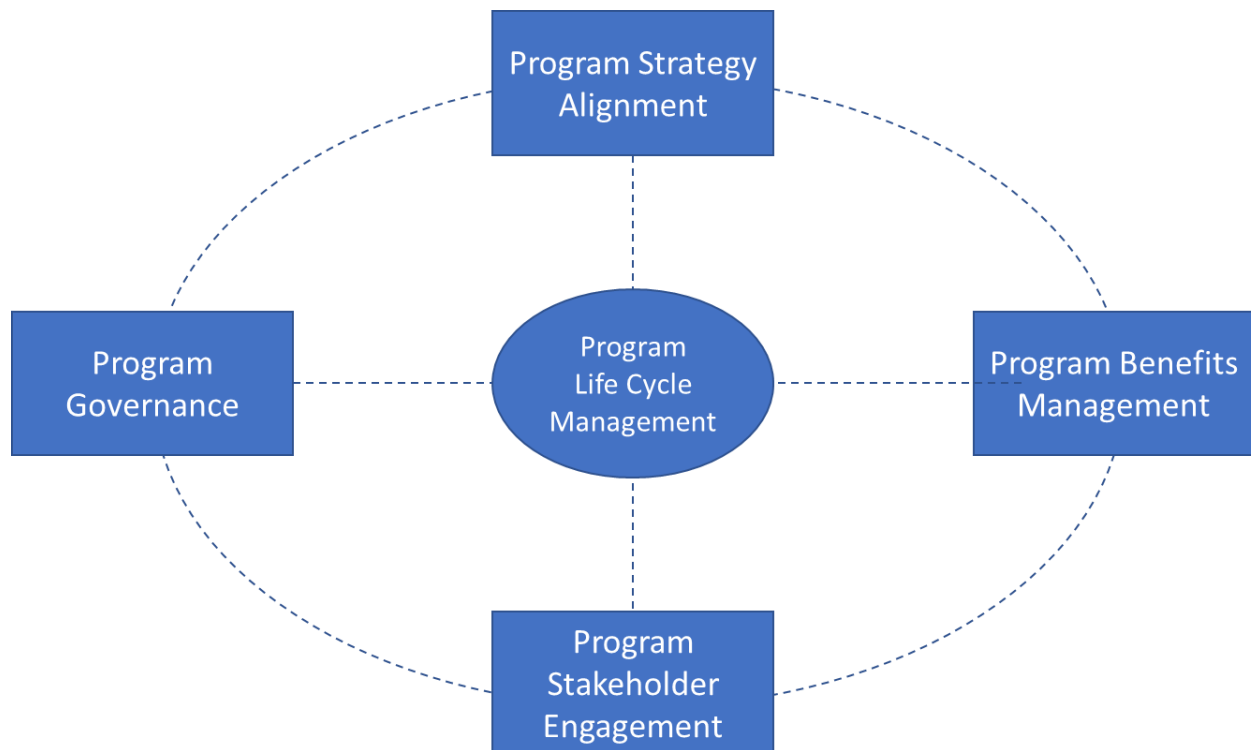 Program Strategy
Alignment
Program
Governance
Program
Life Cycle
Management
Program Benefits
Management
Program
Stakeholder
Engagement